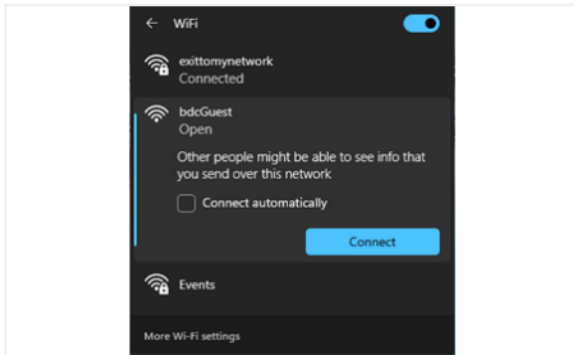 WiFi
exittomynetwork
Connected
bdcGuest
Open
Other people might be able to see info that
you send over this network
Connect automatically
Connect
Events
More Wi-Fi settings